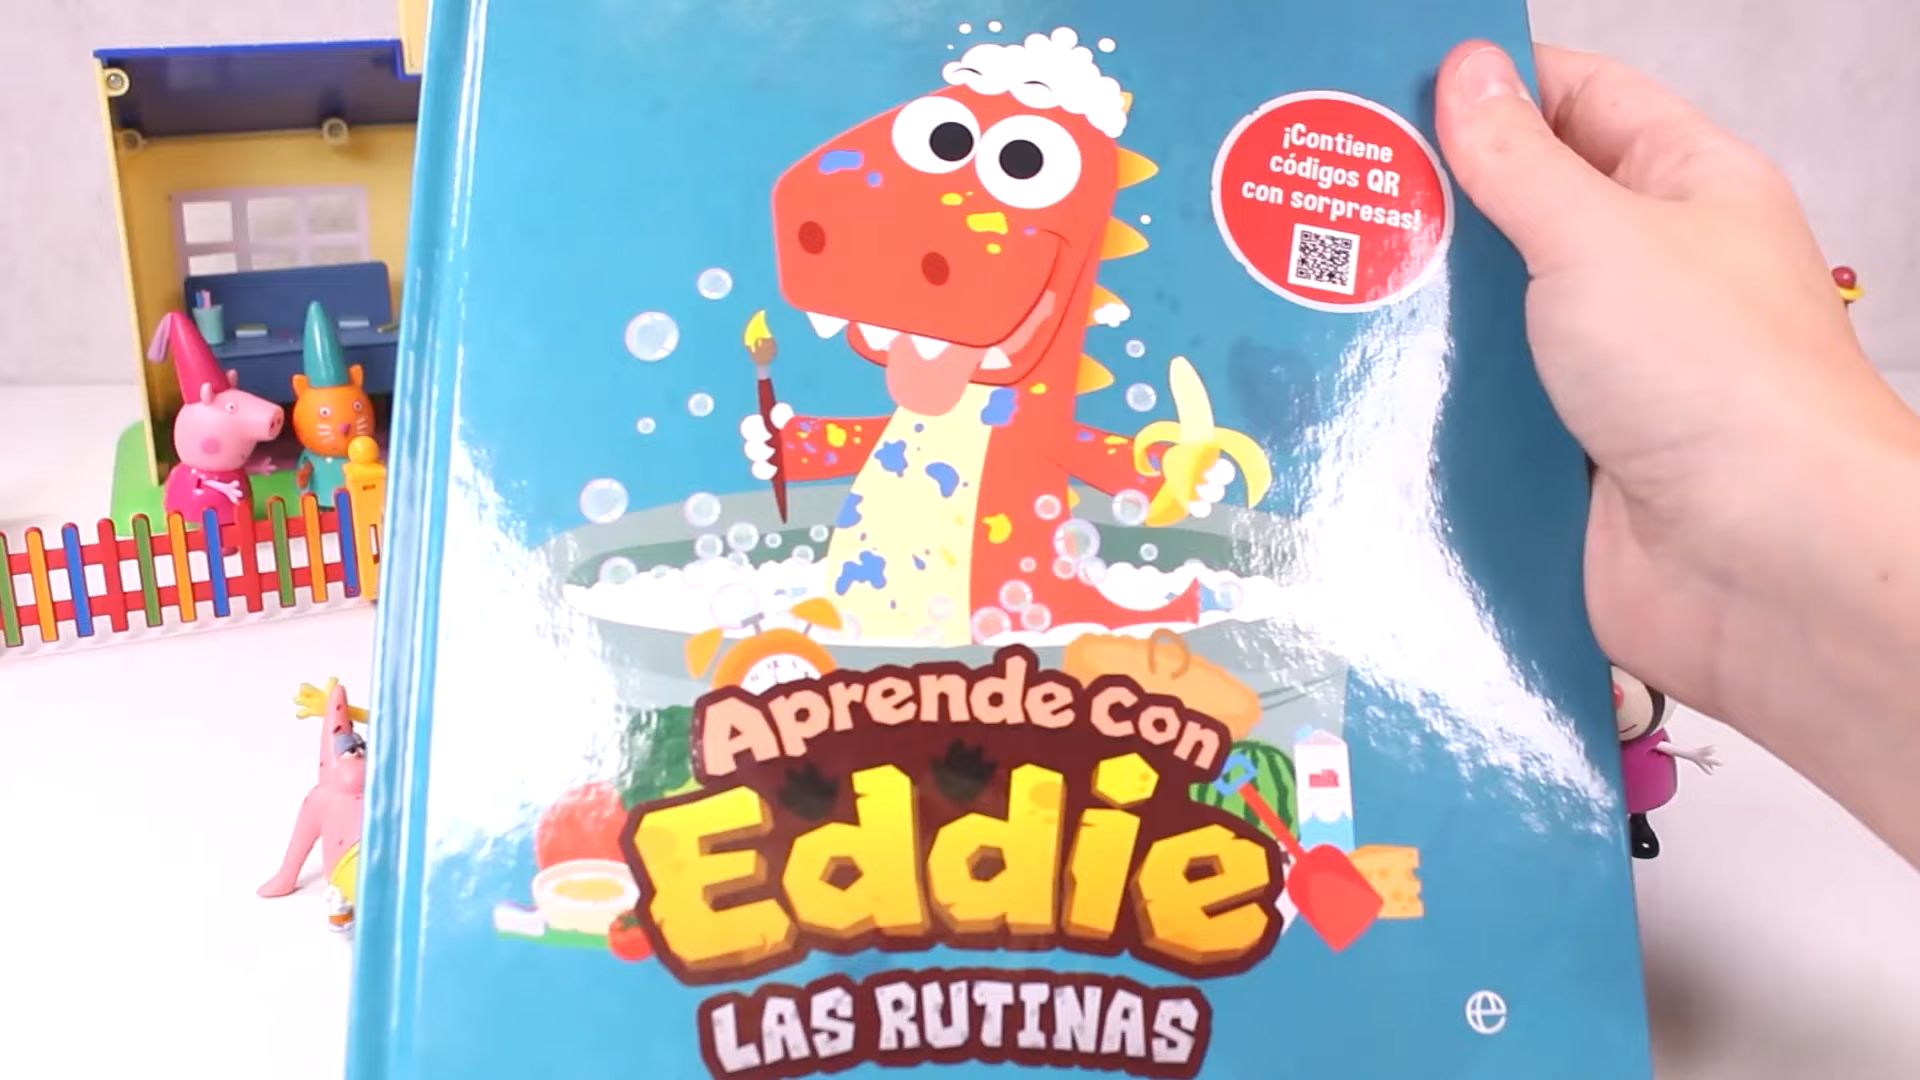 ¡Contiene
códigos QR
con sorpresas!
Aprende con
Eddie
LAS RUTINAS
milk
e